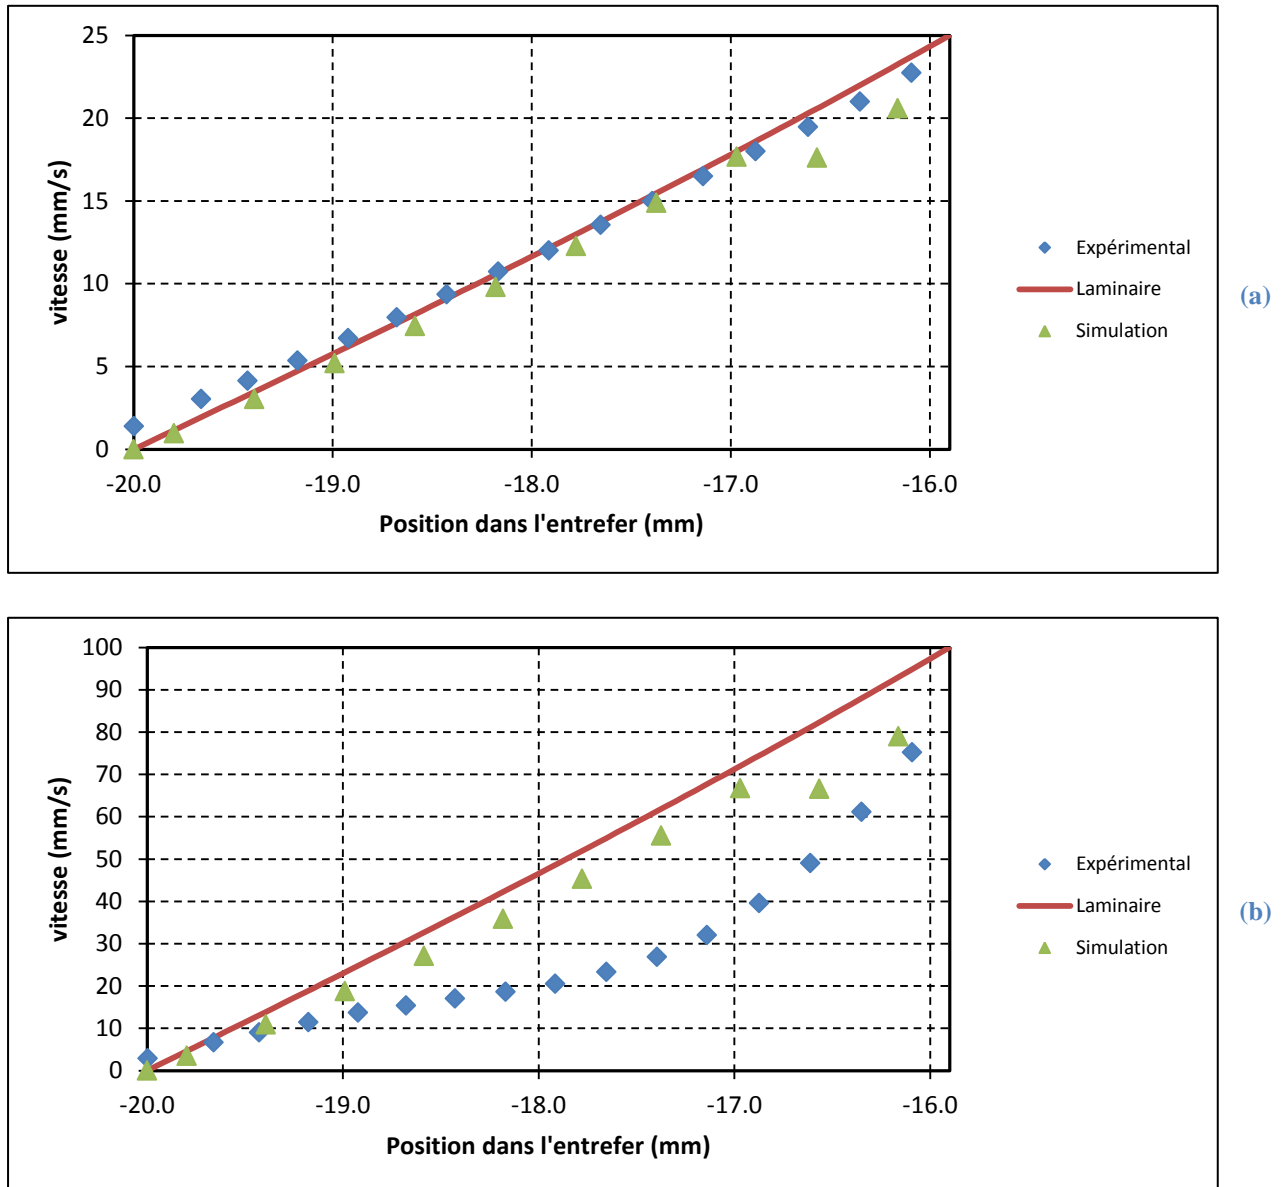 25
20
15
10
5
0
vitesse (mm/s)
-20.0 -19.0 -18.0 -17.0 -16.0
Position dans l'entrefer (mm)
Expérimental
Laminaire
Simulation
(a)
100
90
80
70
60
50
40
30
20
10
0
vitesse (mm/s)
-20.0 -19.0 -18.0 -17.0 -16.0
Position dans l'entrefer (mm)
Expérimental
Laminaire
Simulation
(b)